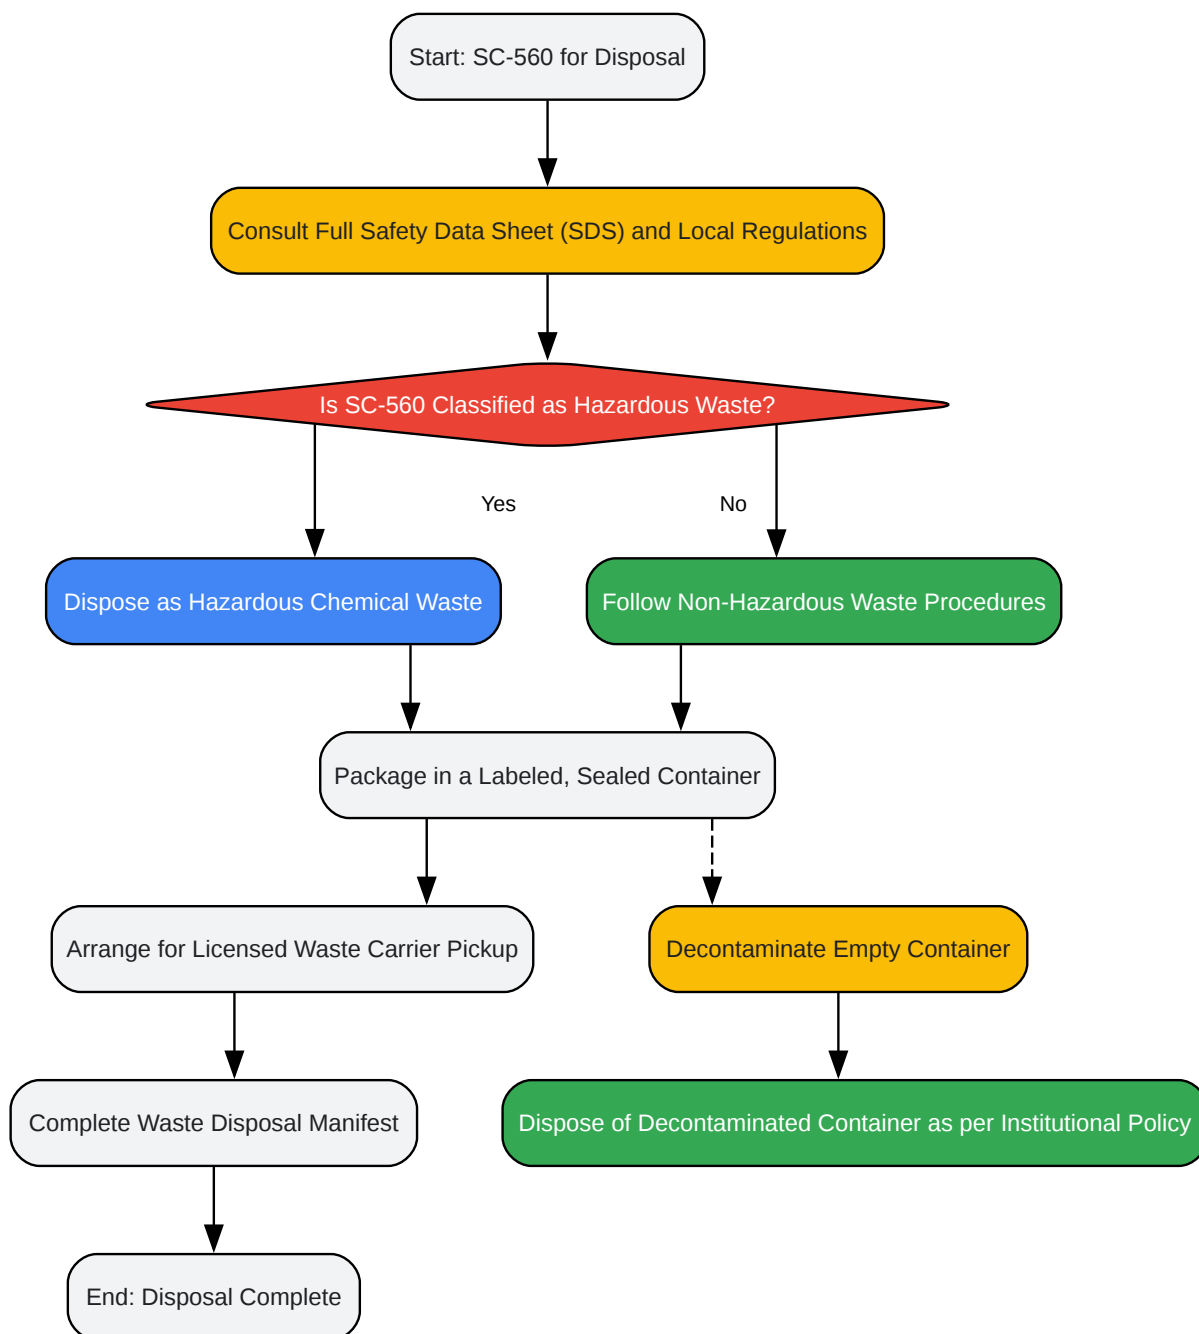 Start: SC-560 for Disposal
Consult Full Safety Data Sheet (SDS) and Local Regulations
Is SC-560 Classified as Hazardous Waste?
Yes
No
Dispose as Hazardous Chemical Waste
Follow Non-Hazardous Waste Procedures
Package in a Labeled, Sealed Container
Arrange for Licensed Waste Carrier Pickup
Decontaminate Empty Container
Complete Waste Disposal Manifest
Dispose of Decontaminated Container as per Institutional Policy
End: Disposal Complete